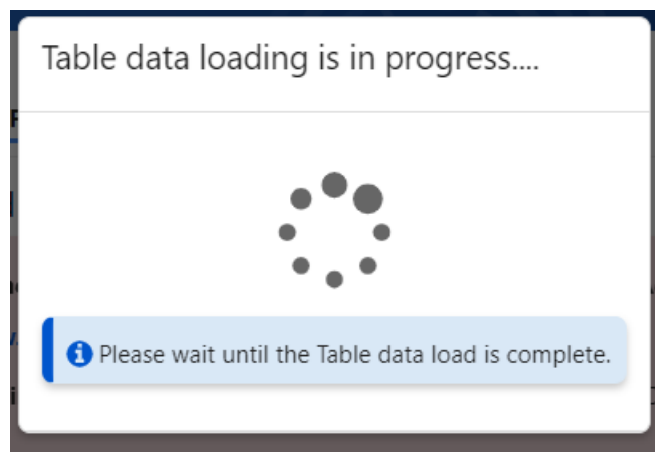 Table data loading is in progress....
Please wait until the Table data load is complete.